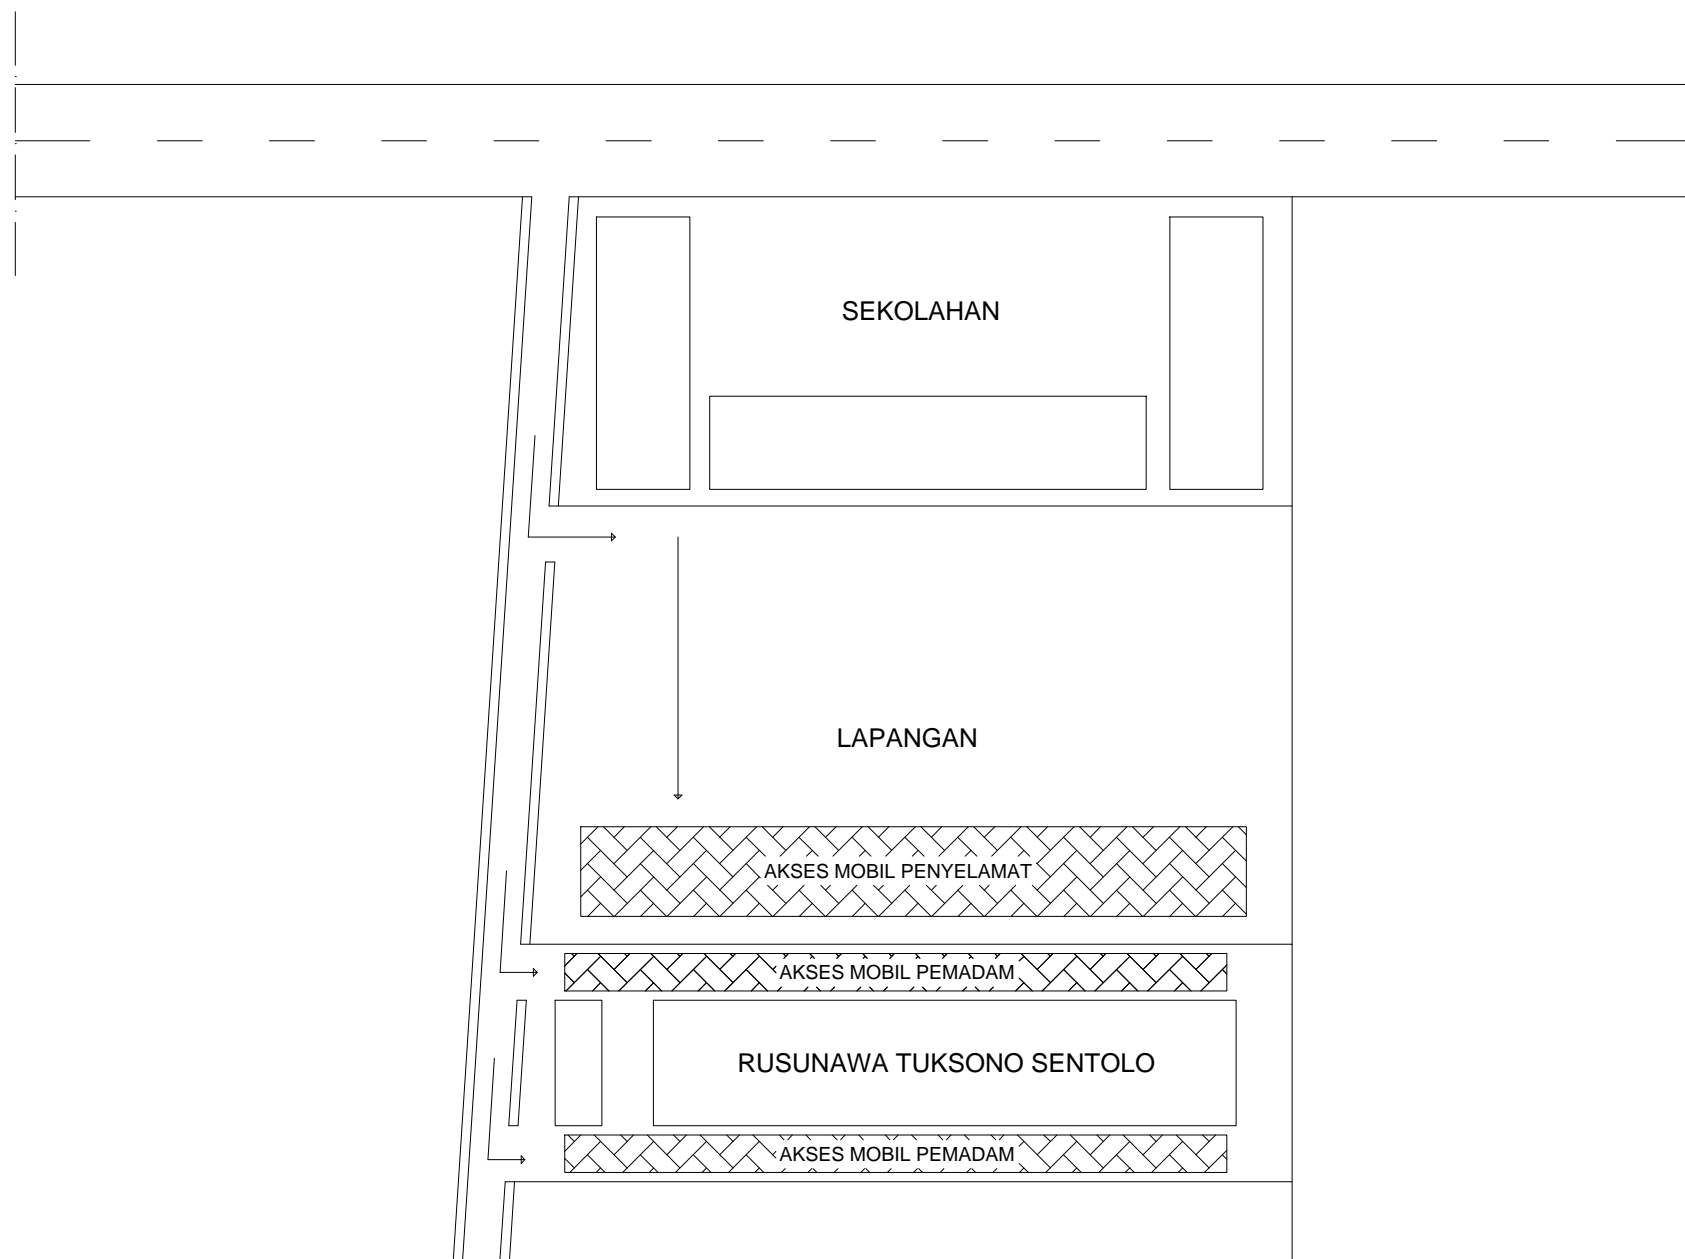 SEKOLAHAN
LAPANGAN
AKSES MOBIL PENYELAMAT
AKSES MOBIL PEMADAM
RUSUNAWA TUKSONO SENTOLO
AKSES MOBIL PEMADAM